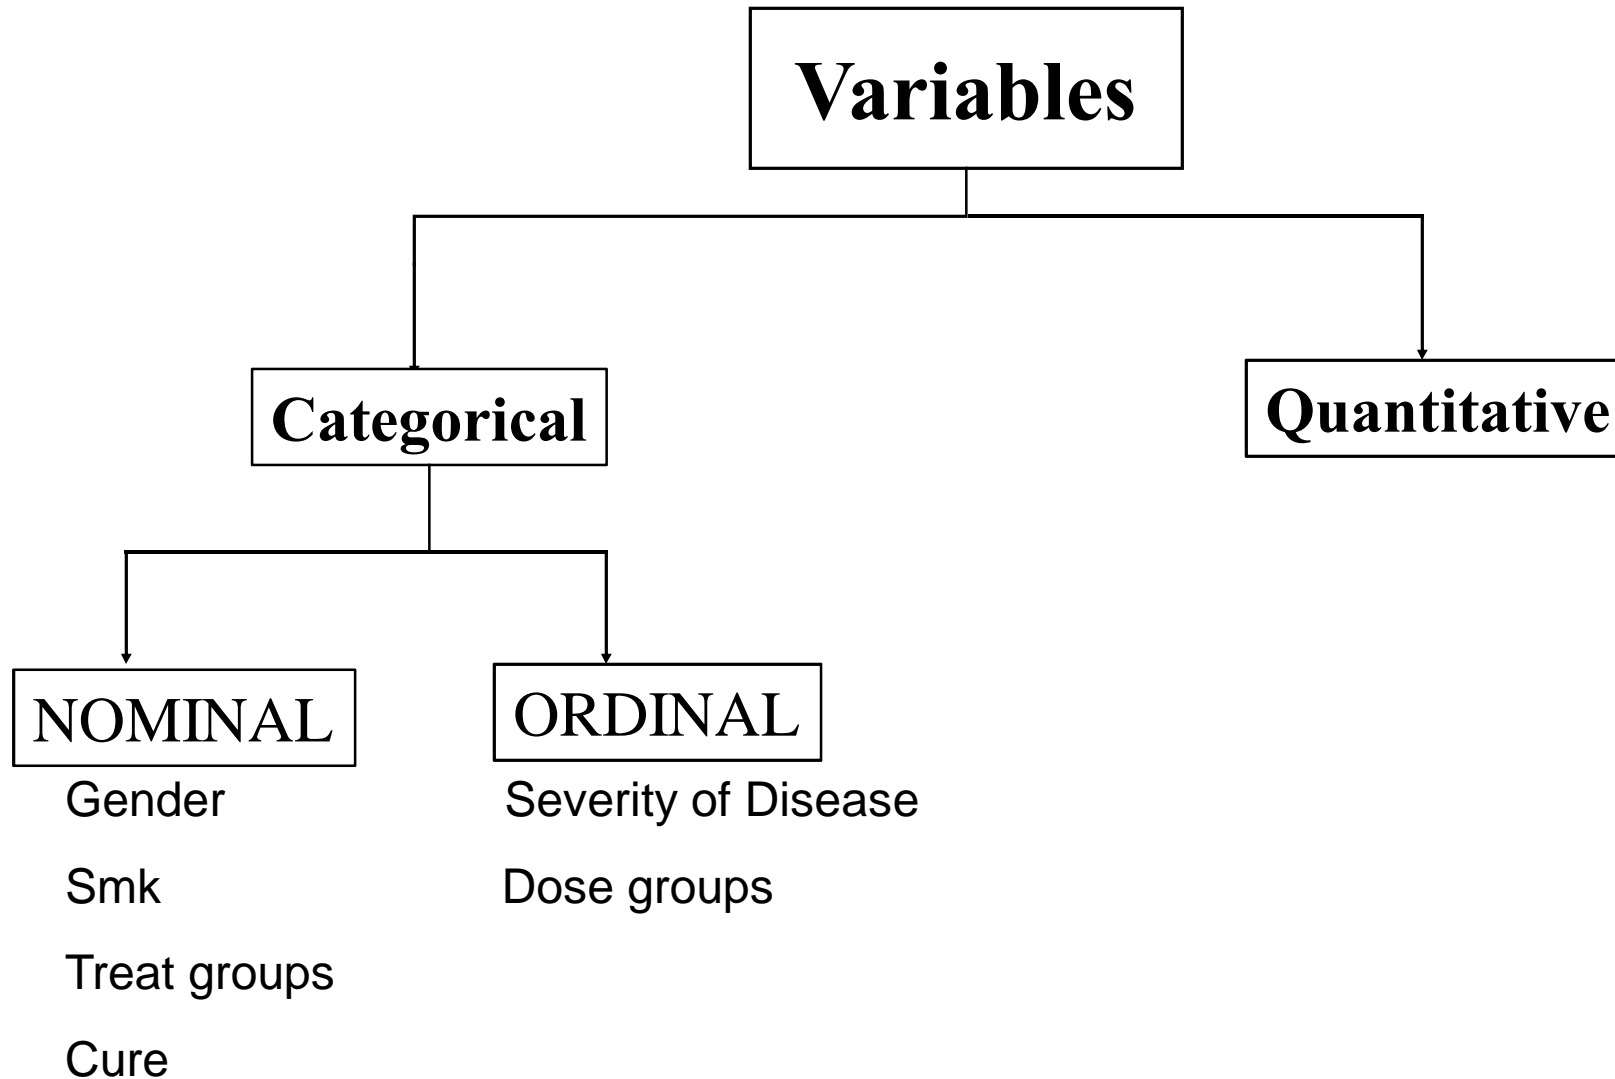 Variables
Categorical
Quantitative
NOMINAL
ORDINAL
Gender
Severity of Disease
Smk
Dose groups
Treat groups
Cure